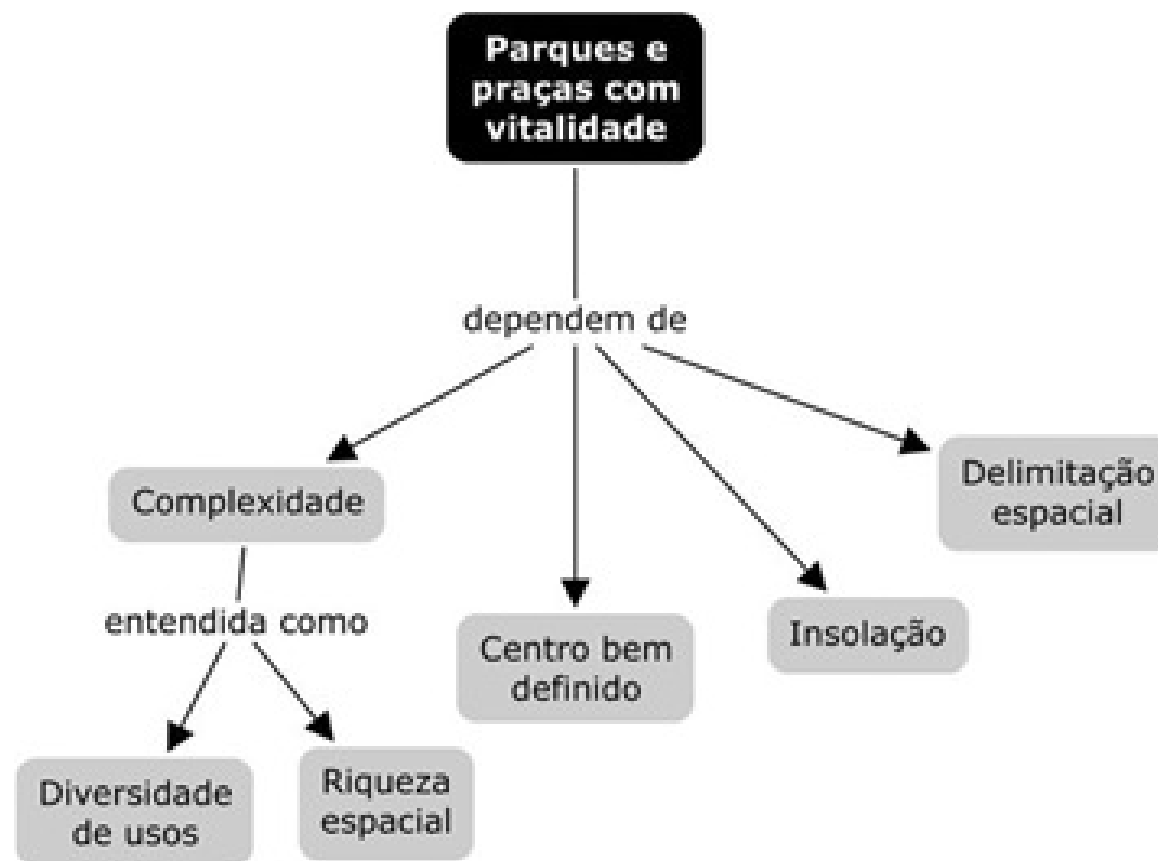 Parques e
praças com
vitalidade
dependem de
Complexidade
Delimitação
espacial
entendida como
Centro bem
definido
Insolação
Diversidade
de usos
Riqueza
espacial